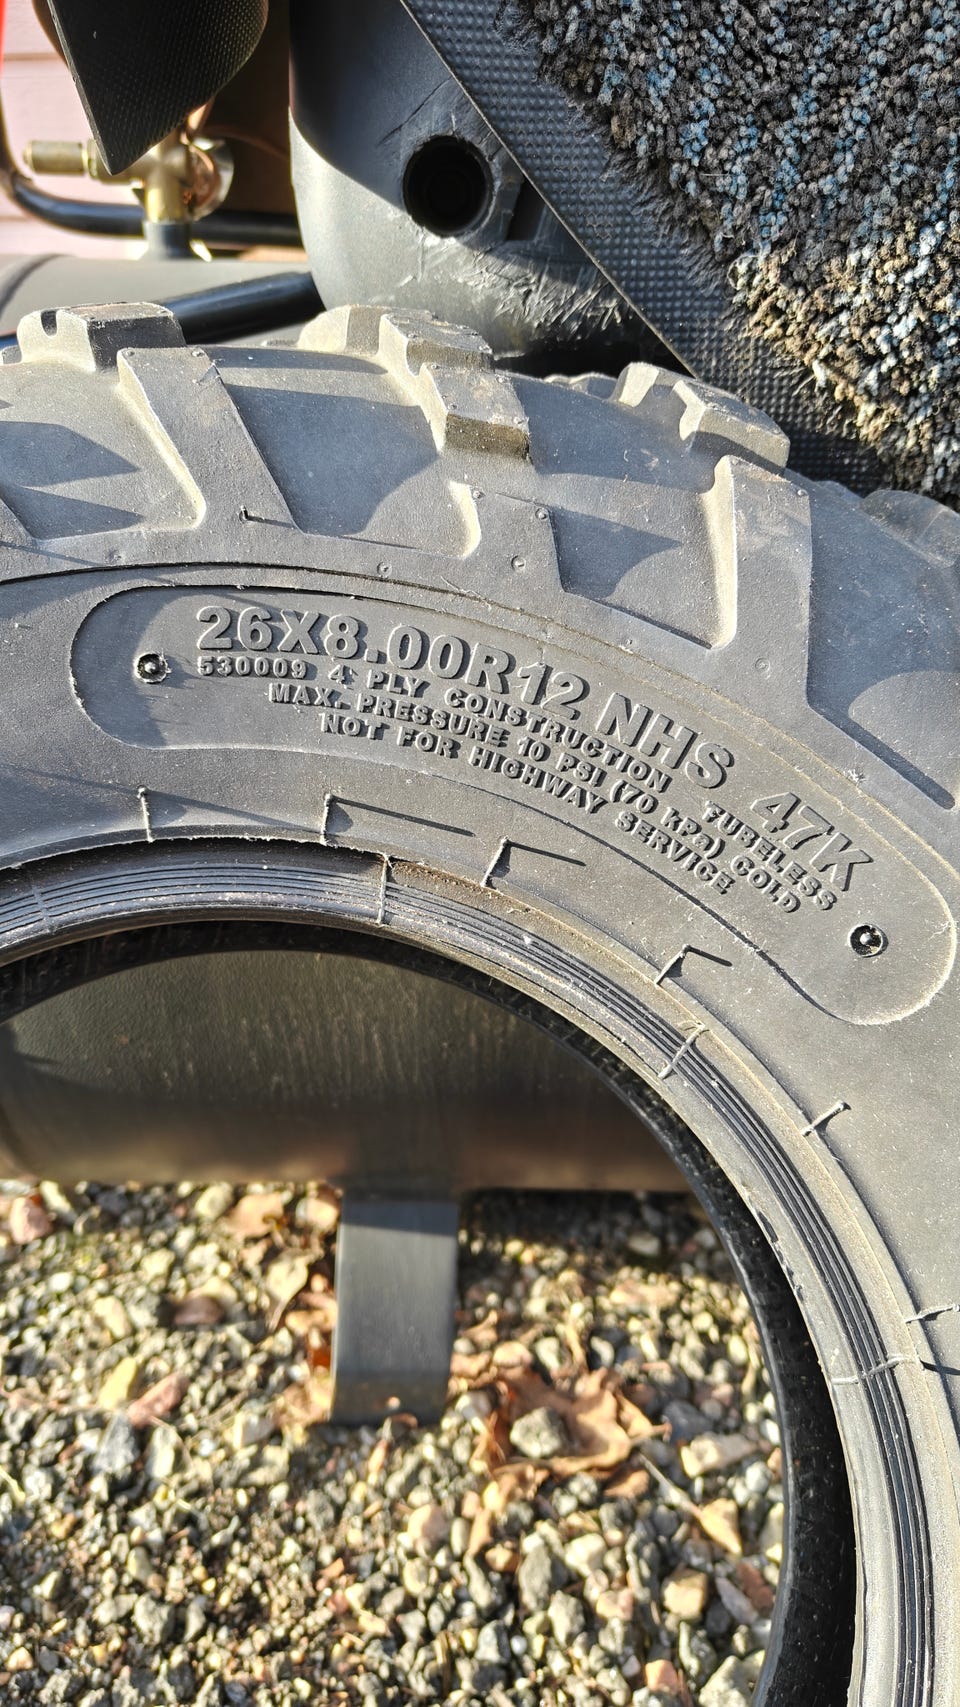 26X8.00R12 NHS 47K
530009 4 PLY CONSTRUCTION TUBELESS
MAX. PRESSURE 10 PSI (70 kPa) COLD
NOT FOR HIGHWAY SERVICE